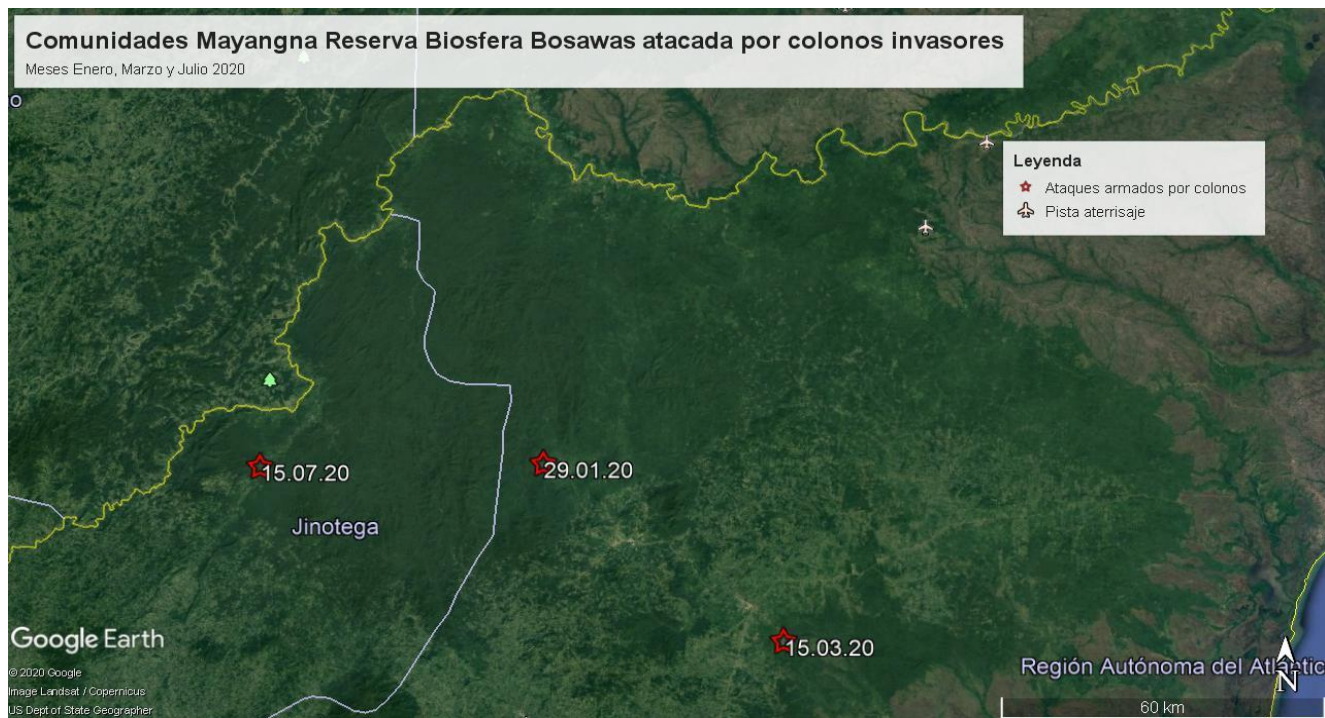 Comunidades Mayangna Reserva Biosfera Bosawas atacada por colonos invasores
Meses Enero, Marzo y Julio 2020
o
Leyenda
Ataques armados por colonos
Pista aterrisaje
15.07.20
29.01.20
Jinotega
15.03.20
Google Earth
Región Autónoma del Atlántic
N
© 2020 Google
Image Landsat / Copernicus
US Dept of State Geographer
60 km